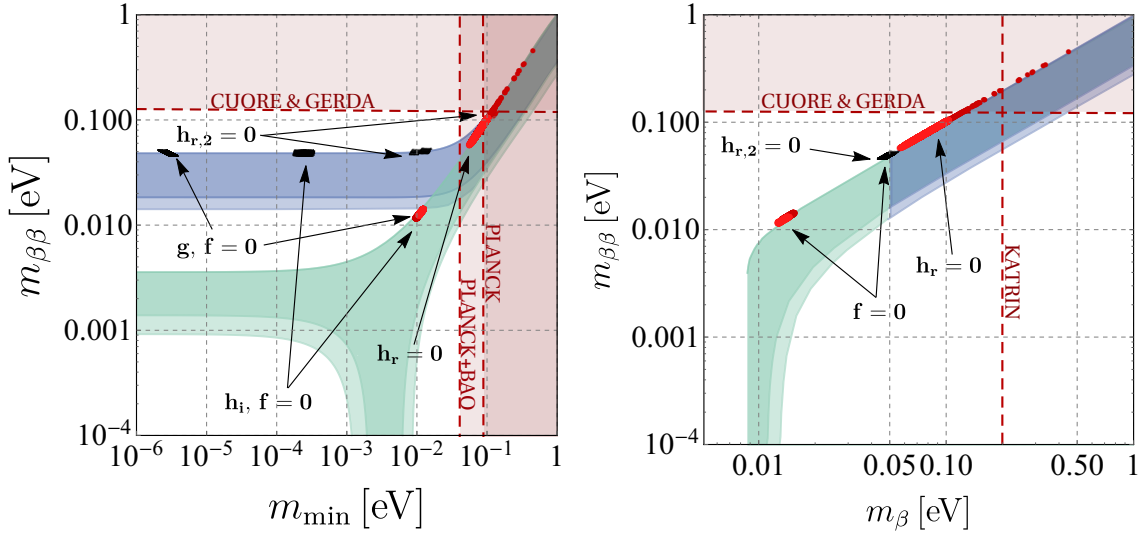 1
0.100
0.010
0.001
10⁻⁴
m_ββ [eV]
CUORE & GERDA
h_{r,2} = 0
g, f = 0
h_i, f = 0
h_r = 0
PLANCK+BAO
PLANCK
10⁻⁶ 10⁻⁵ 10⁻⁴ 10⁻³ 10⁻² 10⁻¹ 1
m_min [eV]
1
0.100
0.010
0.001
10⁻⁴
m_ββ [eV]
CUORE & GERDA
h_{r,2} = 0
h_r = 0
f = 0
KATRIN
0.01 0.05 0.10 0.50 1
m_β [eV]